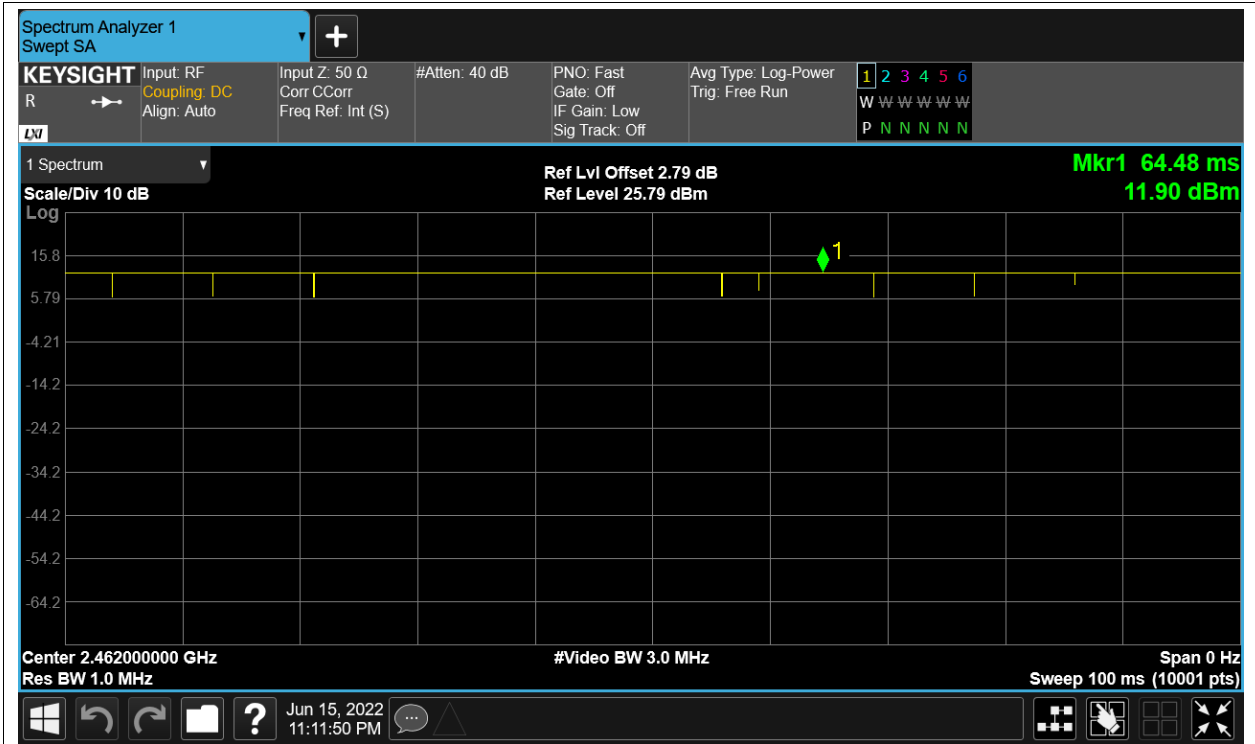 Spectrum Analyzer 1
Swept SA
KEYSIGHT
R
LXI
Input: RF
Coupling: DC
Align: Auto
Input Z: 50 Ω
Corr CCorr
Freq Ref: Int (S)
#Atten: 40 dB
PNO: Fast
Gate: Off
IF Gain: Low
Sig Track: Off
Avg Type: Log-Power
Trig: Free Run
1 2 3 4 5 6
W W W W W W
P N N N N N
1 Spectrum
Scale/Div 10 dB
Log
Ref Lvl Offset 2.79 dB
Ref Level 25.79 dBm
Mkr1 64.48 ms
11.90 dBm
1
15.8
5.79
-4.21
-14.2
-24.2
-34.2
-44.2
-54.2
-64.2
Center 2.462000000 GHz
#Video BW 3.0 MHz
Span 0 Hz
Res BW 1.0 MHz
Sweep 100 ms (10001 pts)
?
Jun 15, 2022
11:11:50 PM